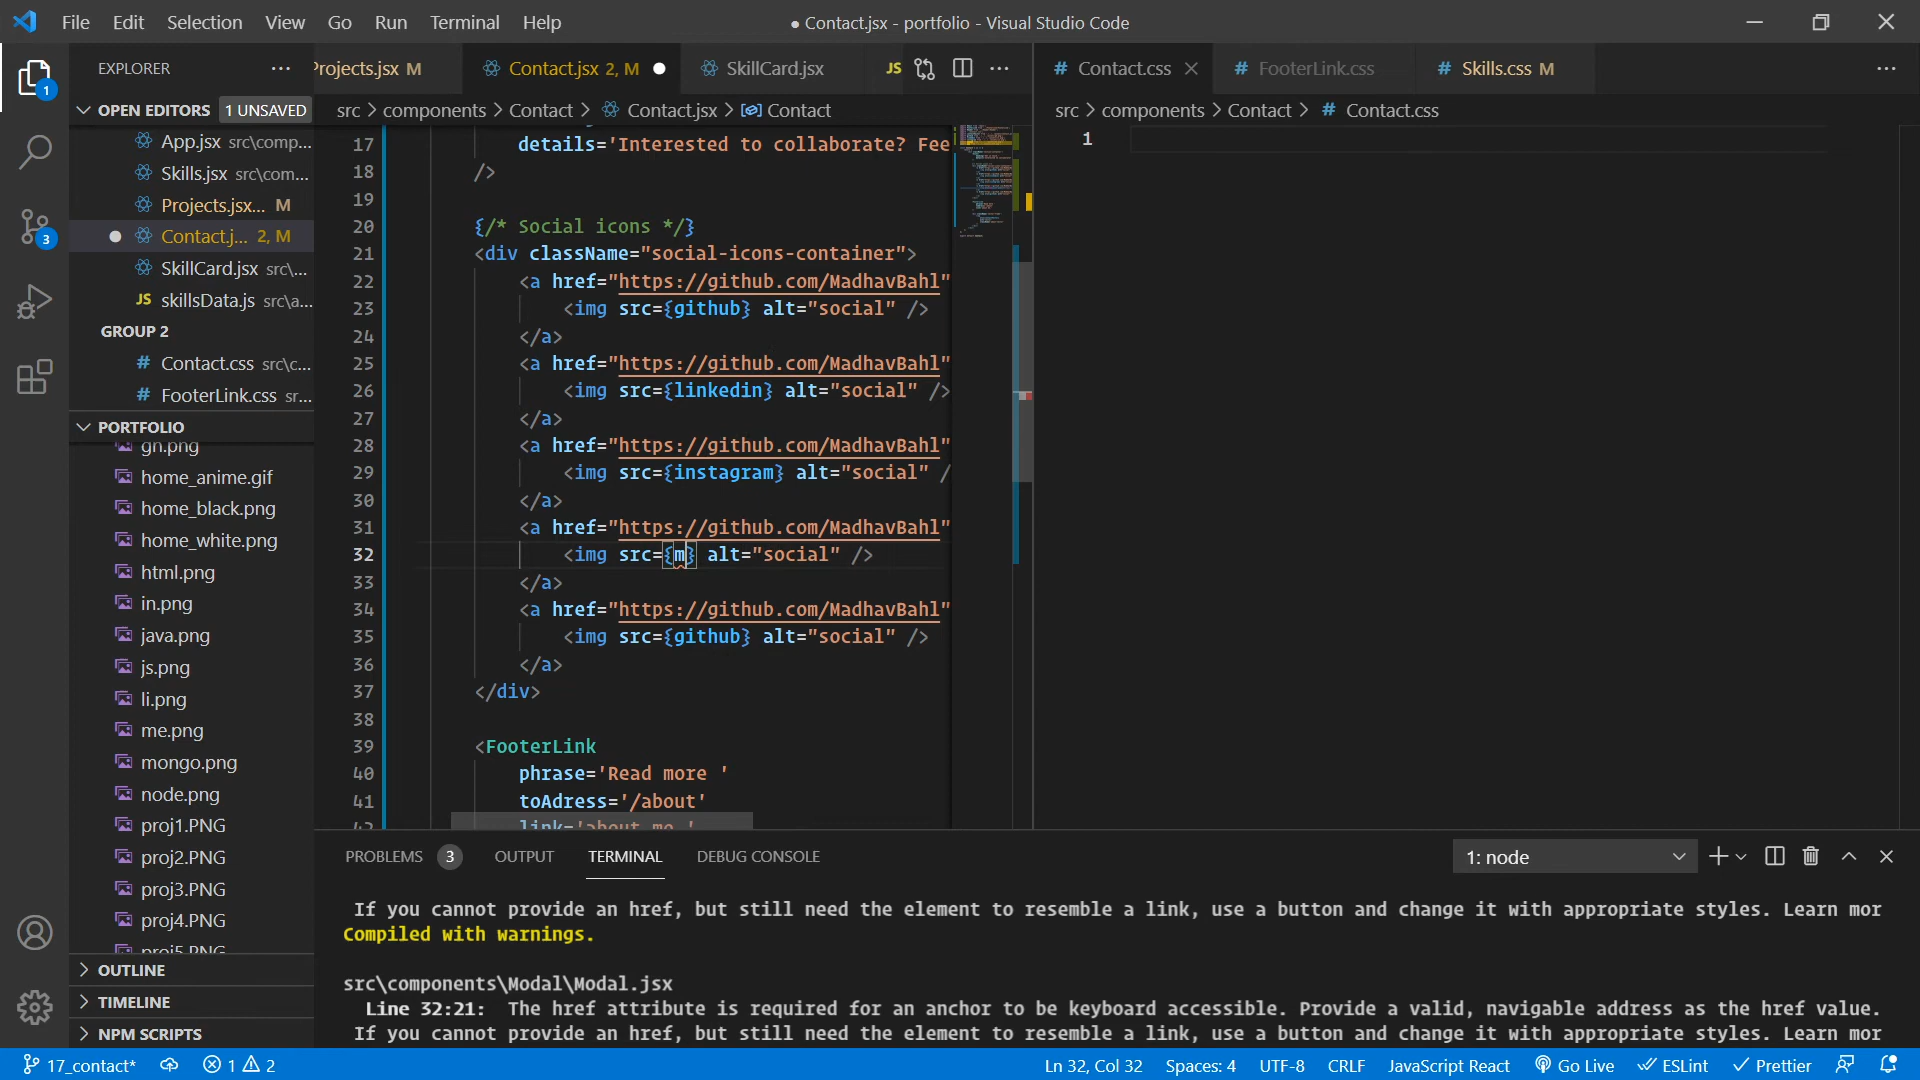 File Edit Selection View Go Run Terminal Help
● Contact.jsx - portfolio - Visual Studio Code
EXPLORER
OPEN EDITORS 1 UNSAVED
App.jsx src\comp...
Skills.jsx src\com...
Projects.jsx... M
Contact.j... 2, M
SkillCard.jsx src\...
JS skillsData.js src\a...
GROUP 2
# Contact.css src\c...
# FooterLink.css sr...
PORTFOLIO
gh.png
home_anime.gif
home_black.png
home_white.png
html.png
in.png
java.png
js.png
li.png
me.png
mongo.png
node.png
proj1.PNG
proj2.PNG
proj3.PNG
proj4.PNG
proj5.PNG
OUTLINE
TIMELINE
NPM SCRIPTS
1
3
Projects.jsx M
Contact.jsx 2, M
SkillCard.jsx
JS
src > components > Contact > Contact.jsx > Contact
17 details='Interested to collaborate? Fee
18 />
19
20 {/* Social icons */}
21 <div className="social-icons-container">
22 <a href="https://github.com/MadhavBahl"
23 <img src={github} alt="social" />
24 </a>
25 <a href="https://github.com/MadhavBahl"
26 <img src={linkedin} alt="social" />
27 </a>
28 <a href="https://github.com/MadhavBahl"
29 <img src={instagram} alt="social" /
30 </a>
31 <a href="https://github.com/MadhavBahl"
32 <img src={m} alt="social" />
33 </a>
34 <a href="https://github.com/MadhavBahl"
35 <img src={github} alt="social" />
36 </a>
37 </div>
38
39 <FooterLink
40 phrase='Read more '
41 toAdress='/about'
42 link='about me '
# Contact.css
# FooterLink.css
# Skills.css M
src > components > Contact > # Contact.css
1
PROBLEMS 3 OUTPUT TERMINAL DEBUG CONSOLE
1: node
If you cannot provide an href, but still need the element to resemble a link, use a button and change it with appropriate styles. Learn mor
Compiled with warnings.
src\components\Modal\Modal.jsx
Line 32:21: The href attribute is required for an anchor to be keyboard accessible. Provide a valid, navigable address as the href value.
If you cannot provide an href, but still need the element to resemble a link, use a button and change it with appropriate styles. Learn mor
17_contact* 1 2
Ln 32, Col 32 Spaces: 4 UTF-8 CRLF JavaScript React Go Live ESLint Prettier